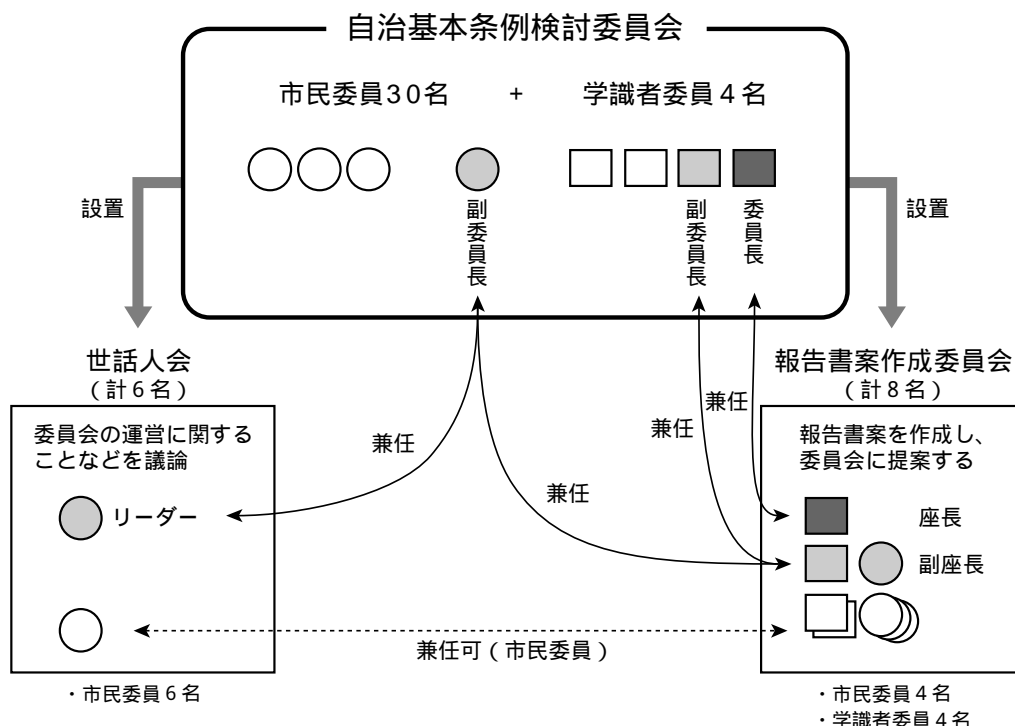 自治基本条例検討委員会
市民委員30名 + 学識者委員4名
副委員長
副委員長
委員長
設置
設置
世話人会
(計6名)
報告書案作成委員会
(計8名)
委員会の運営に関する
ことなどを議論
リーダー
兼任
兼任
兼任
兼任
報告書案を作成し、
委員会に提案する
座長
副座長
兼任可(市民委員)
・市民委員6名
・市民委員4名
・学識者委員4名